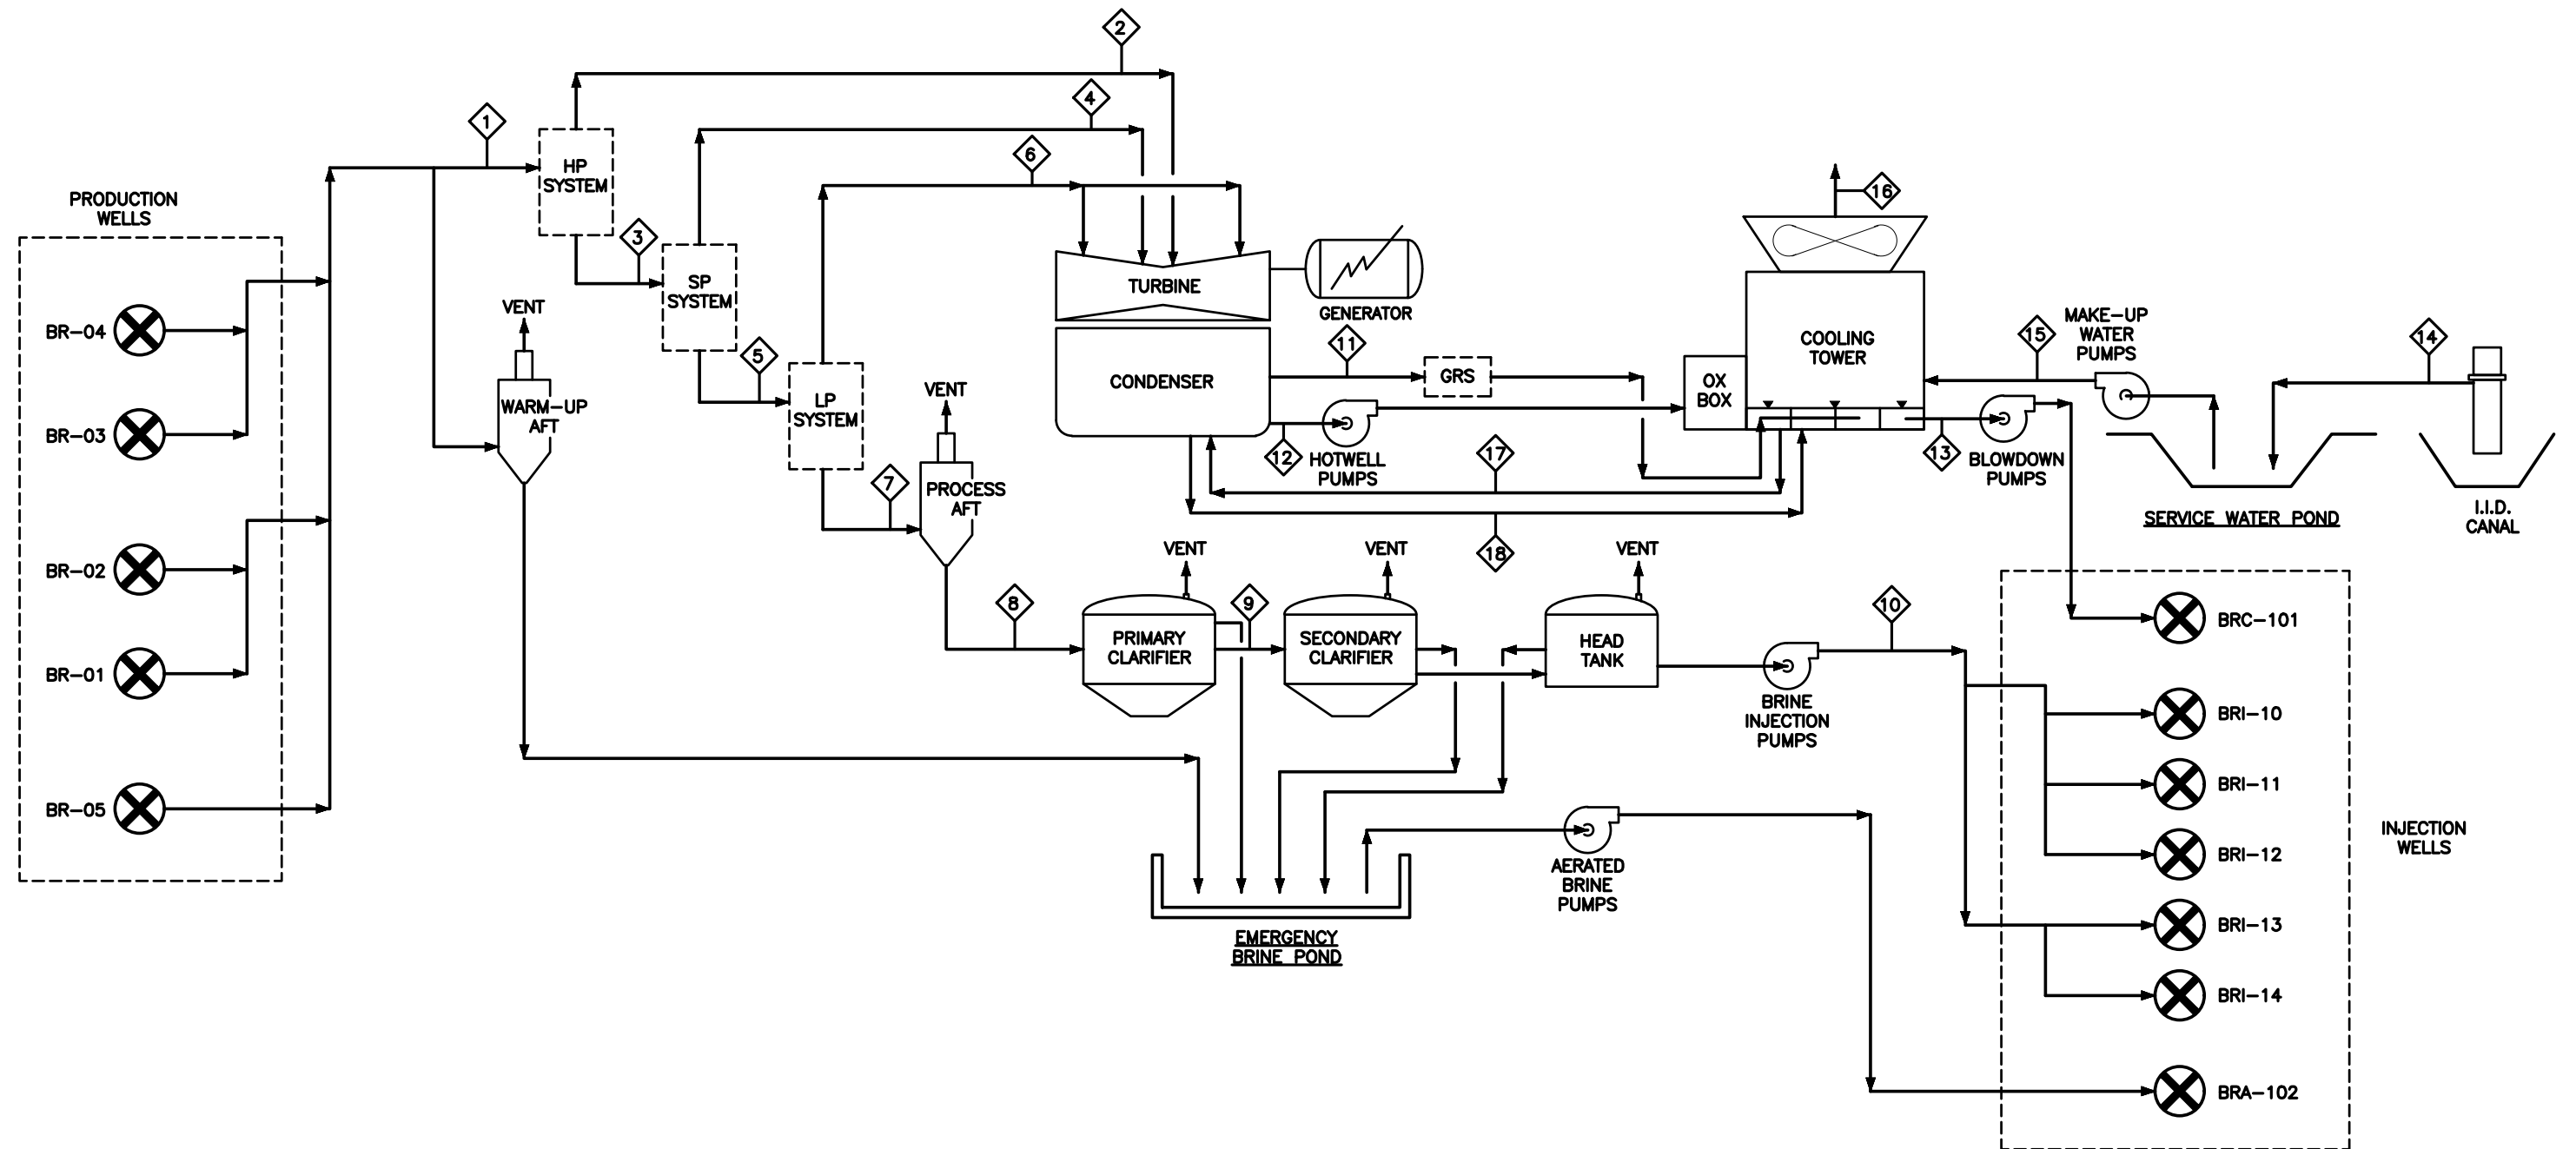 2
4
1
6
HP
SYSTEM
16
PRODUCTION
WELLS
3
SP
SYSTEM
TURBINE
GENERATOR
VENT
BR-04
MAKE-UP
WATER
PUMPS
15
14
COOLING
TOWER
11
5
CONDENSER
GRS
OX
BOX
VENT
LP
SYSTEM
WARM-UP
AFT
BR-03
12
HOTWELL
PUMPS
17
13
BLOWDOWN
PUMPS
7
PROCESS
AFT
SERVICE WATER POND
I.I.D.
CANAL
VENT
VENT
18
VENT
BR-02
8
9
10
BRC-101
PRIMARY
CLARIFIER
SECONDARY
CLARIFIER
HEAD
TANK
BR-01
BRINE
INJECTION
PUMPS
BRI-10
BRI-11
BR-05
BRI-12
INJECTION
WELLS
AERATED
BRINE
PUMPS
EMERGENCY
BRINE POND
BRI-13
BRI-14
BRA-102